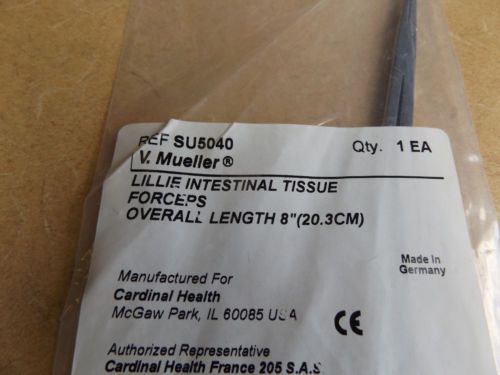 REF SU5040
Qty. 1 EA
V. Mueller®
LILLIE INTESTINAL TISSUE
FORCEPS
OVERALL LENGTH 8"(20.3CM)
Made in
Germany
Manufactured For
Cardinal Health
McGaw Park, IL 60085 USA
CE
Authorized Representative
Cardinal Health France 205 S.A.S.